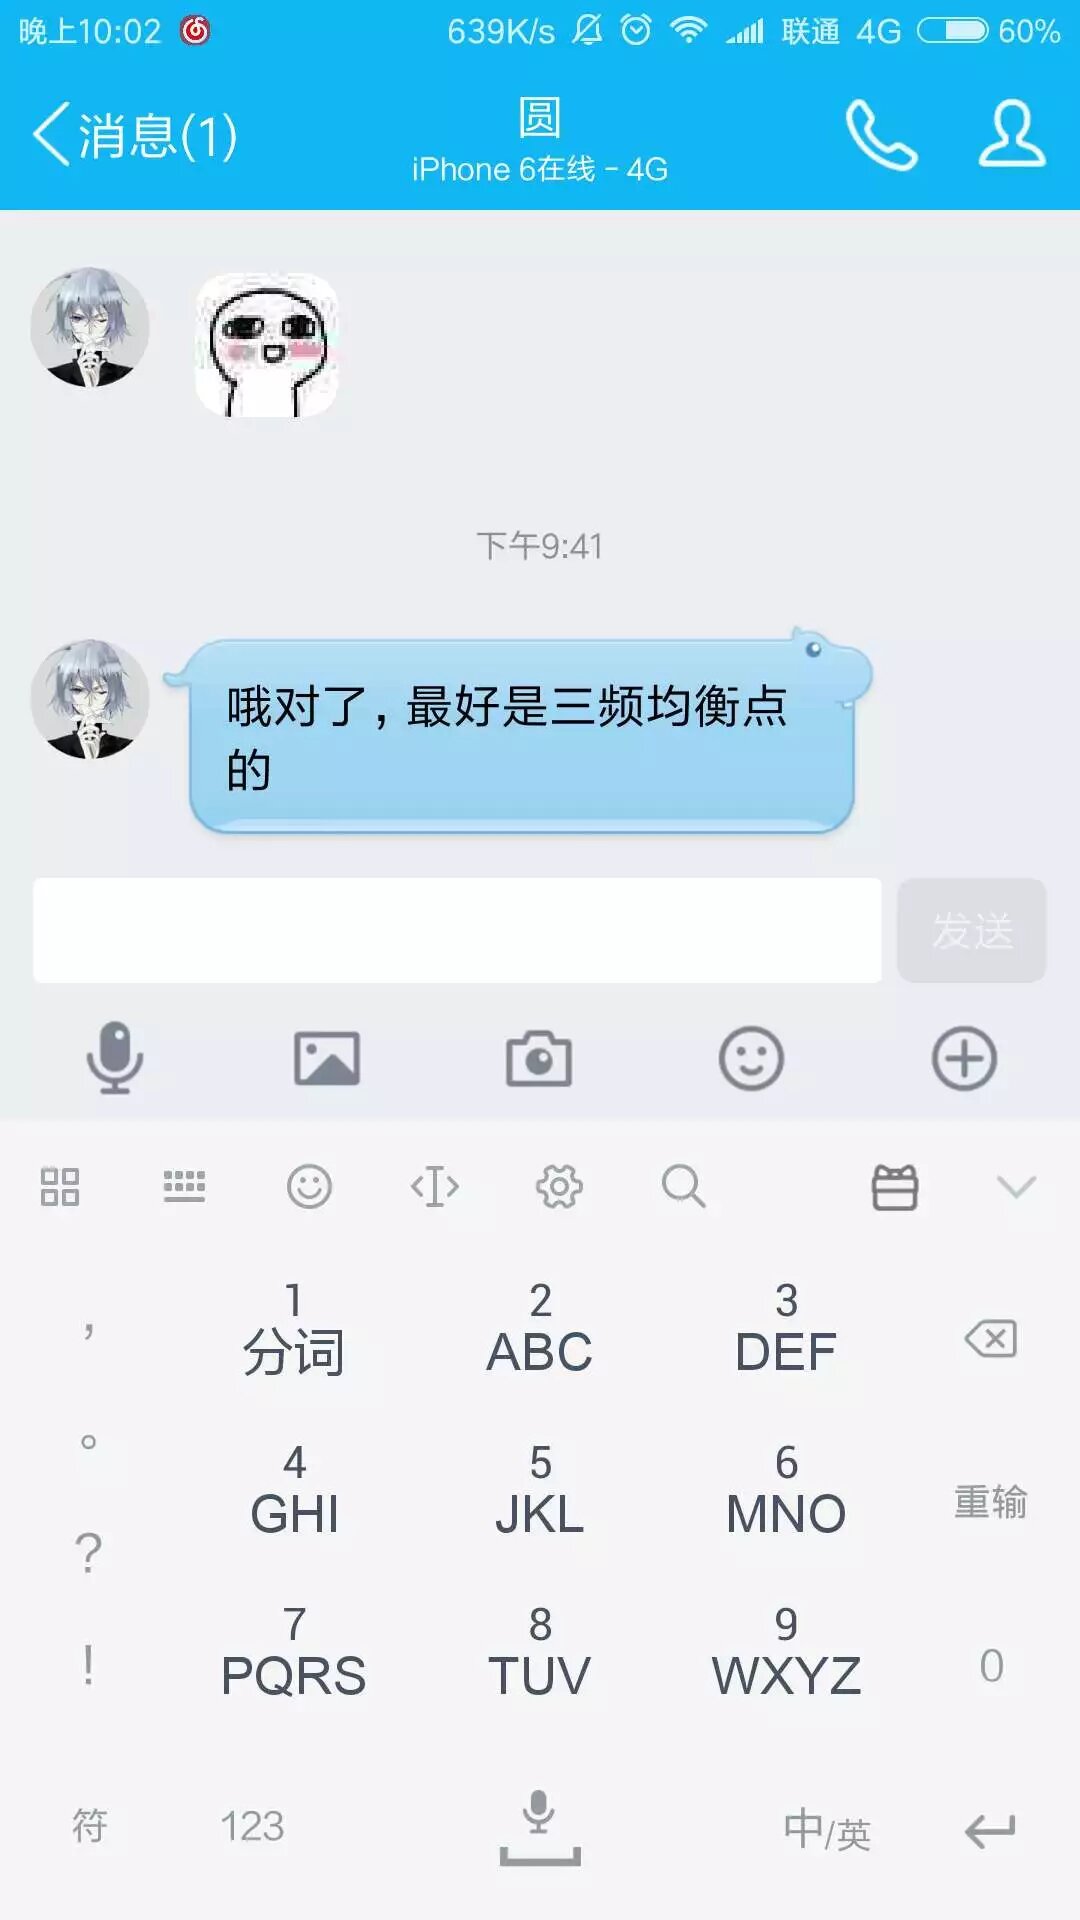 晚上10:02 639K/s 联通 4G 60%
消息(1)
圆
iPhone 6在线 - 4G
下午9:41
哦对了，最好是三频均衡点
的
发送
1 2 3
， 分词 ABC DEF
。
4 5 6
GHI JKL MNO 重输
?
7 8 9
! PQRS TUV WXYZ 0
符 123 中/英